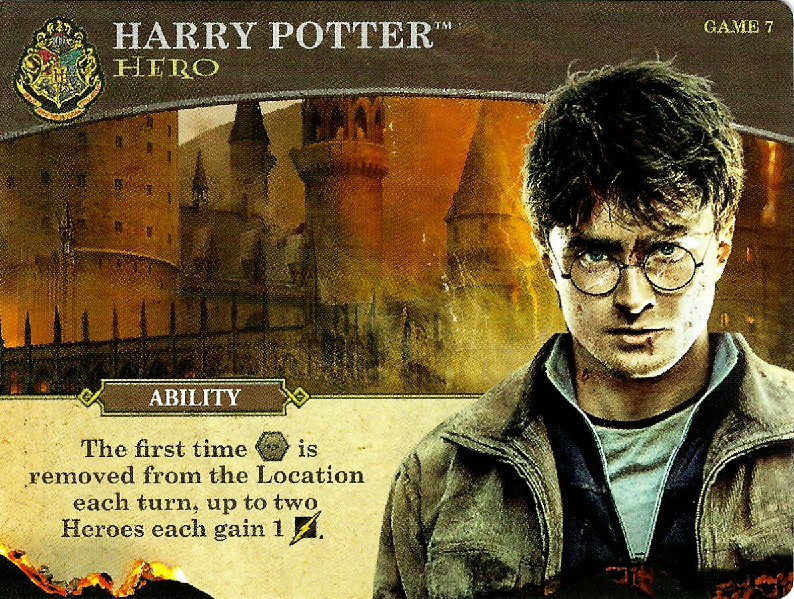 HARRY POTTER™
HERO
GAME 7
ABILITY
The first time is
removed from the Location
each turn, up to two
Heroes each gain 1 .